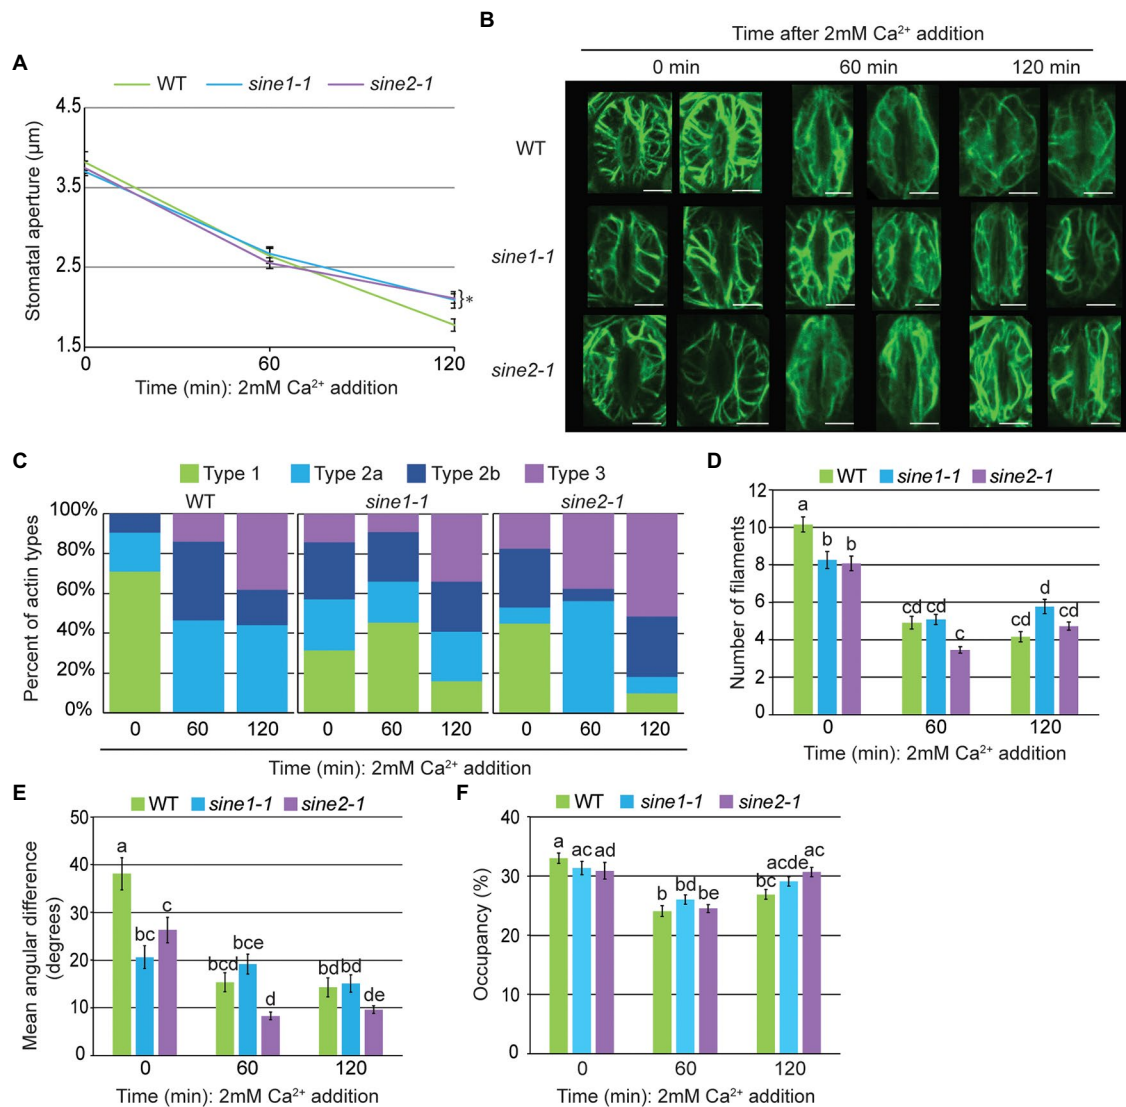 A
WT sine1-1 sine2-1
4.5
3.5
2.5
1.5
Stomatal aperture (μm)
*
0 60 120
Time (min): 2mM Ca²⁺ addition
B
Time after 2mM Ca²⁺ addition
0 min 60 min 120 min
WT
sine1-1
sine2-1
C
Type 1 Type 2a Type 2b Type 3
WT sine1-1 sine2-1
100%
80%
60%
40%
20%
0%
Percent of actin types
0 60 120 0 60 120 0 60 120
Time (min): 2mM Ca²⁺ addition
D
WT sine1-1 sine2-1
12
10
8
6
4
2
0
Number of filaments
a b b cd cd c cd d cd
0 60 120
Time (min): 2mM Ca²⁺ addition
E
WT sine1-1 sine2-1
50
40
30
20
10
0
Mean angular difference
(degrees)
a bc c bcd bce d bd bd de
0 60 120
Time (min): 2mM Ca²⁺ addition
F
WT sine1-1 sine2-1
40
30
20
10
0
Occupancy (%)
a ac ad b bd be bc acde ac
0 60 120
Time (min): 2mM Ca²⁺ addition